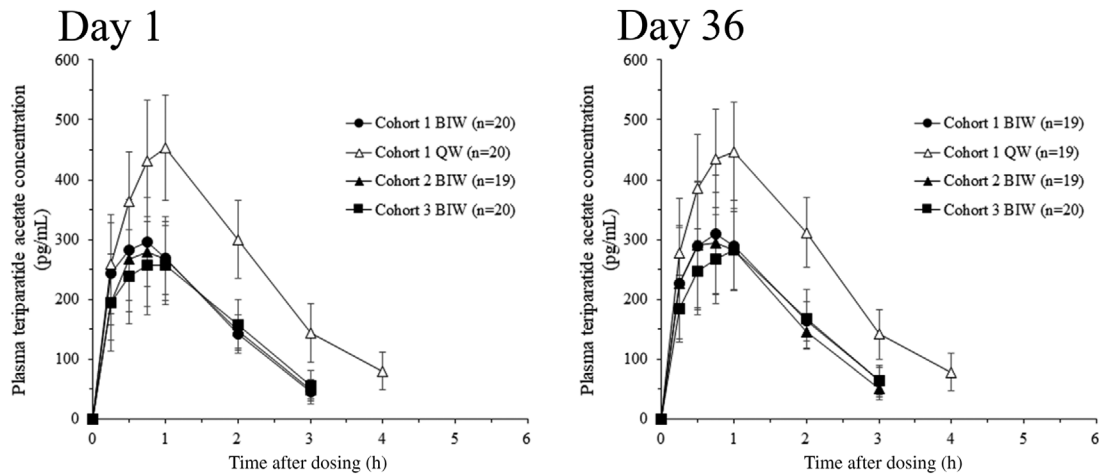 Day 1
600
500
400
300
200
100
0
Plasma teriparatide acetate concentration
(pg/mL)
Cohort 1 BIW (n=20)
Cohort 1 QW (n=20)
Cohort 2 BIW (n=19)
Cohort 3 BIW (n=20)
0 1 2 3 4 5 6
Time after dosing (h)
Day 36
600
500
400
300
200
100
0
Plasma teriparatide acetate concentration
(pg/mL)
Cohort 1 BIW (n=19)
Cohort 1 QW (n=19)
Cohort 2 BIW (n=19)
Cohort 3 BIW (n=20)
0 1 2 3 4 5 6
Time after dosing (h)